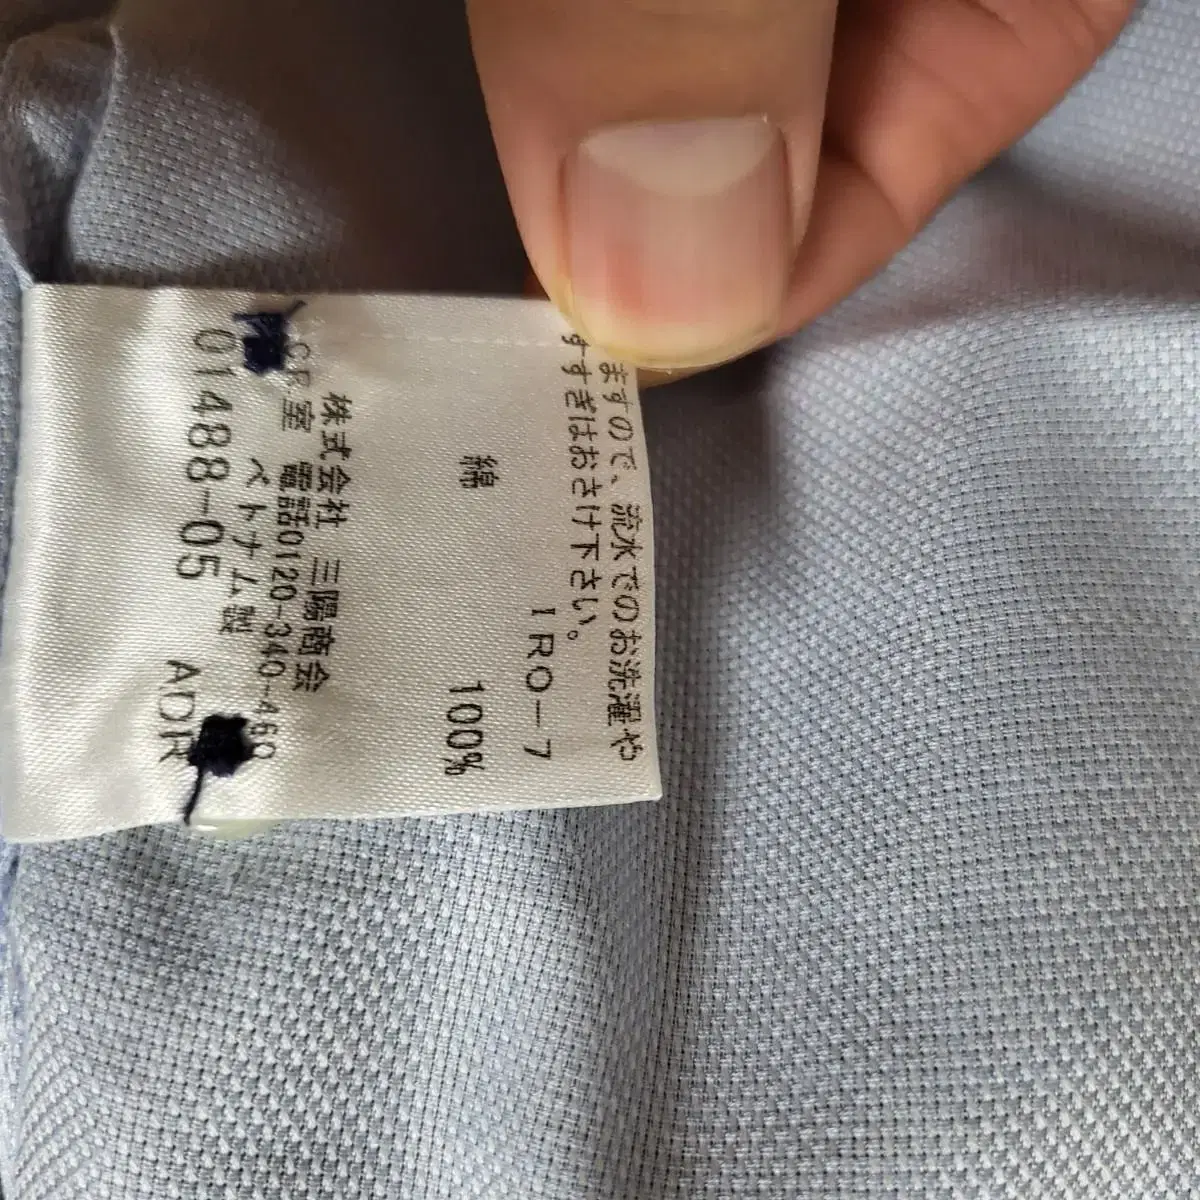 ますので、流水でのお洗濯や
すすぎはおさけ下さい。
IRO-7
綿 100%
株式会社 三陽商会
CR室 電話0120-340-460
ベトナム製
01488-05 ADR